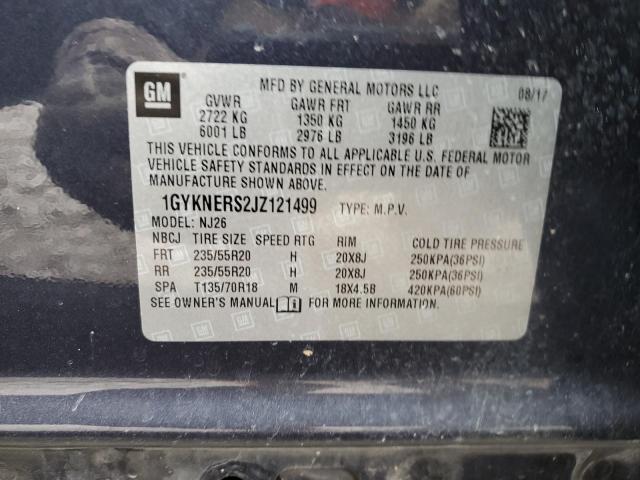 GM
MFD BY GENERAL MOTORS LLC 08/17
GVWR GAWR FRT GAWR RR
2722 KG 1350 KG 1450 KG
6001 LB 2976 LB 3196 LB
THIS VEHICLE CONFORMS TO ALL APPLICABLE U.S. FEDERAL MOTOR
VEHICLE SAFETY STANDARDS IN EFFECT ON THE DATE OF
MANUFACTURE SHOWN ABOVE.
1GYKNERS2JZ121499 TYPE: M.P.V.
MODEL: NJ26
NBCJ TIRE SIZE SPEED RTG RIM COLD TIRE PRESSURE
FRT 235/55R20 H 20X8J 250KPA(36PSI)
RR 235/55R20 H 20X8J 250KPA(36PSI)
SPA T135/70R18 M 18X4.5B 420KPA(60PSI)
SEE OWNER'S MANUAL FOR MORE INFORMATION.